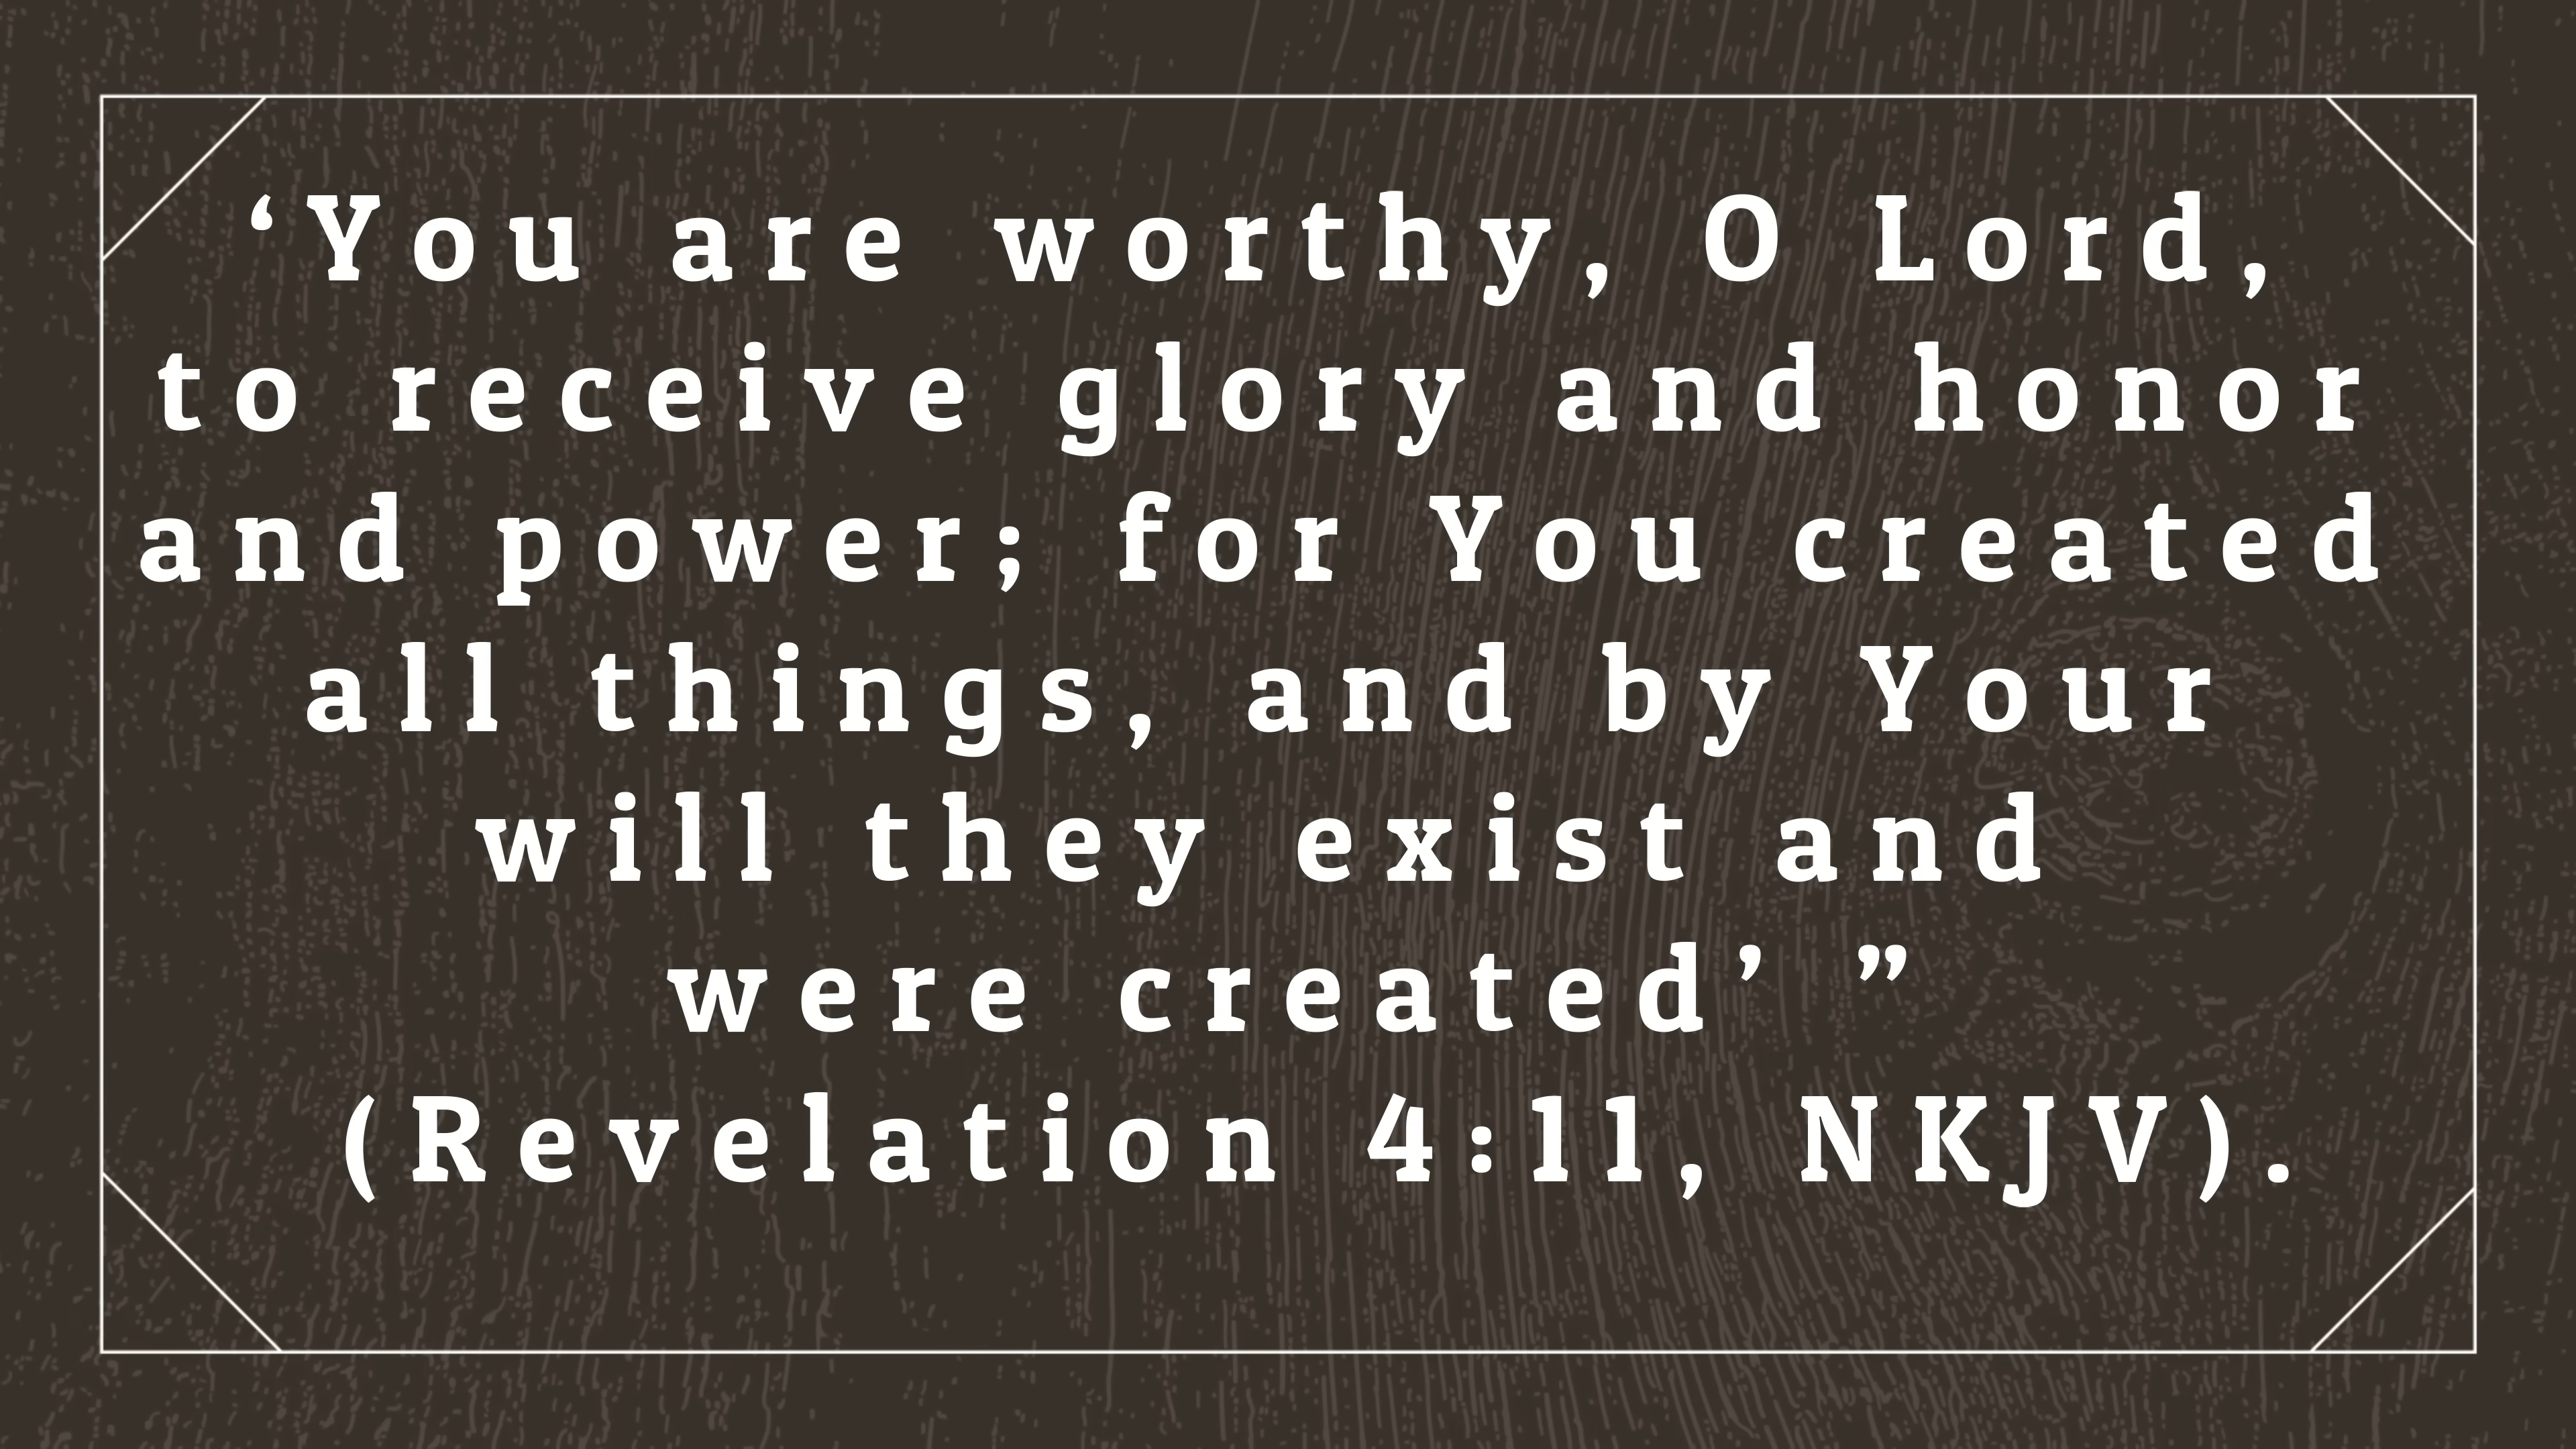 ‘You are worthy, O Lord,
to receive glory and honor
and power; for You created
all things, and by Your
will they exist and
were created’ ”
(Revelation 4:11, NKJV).